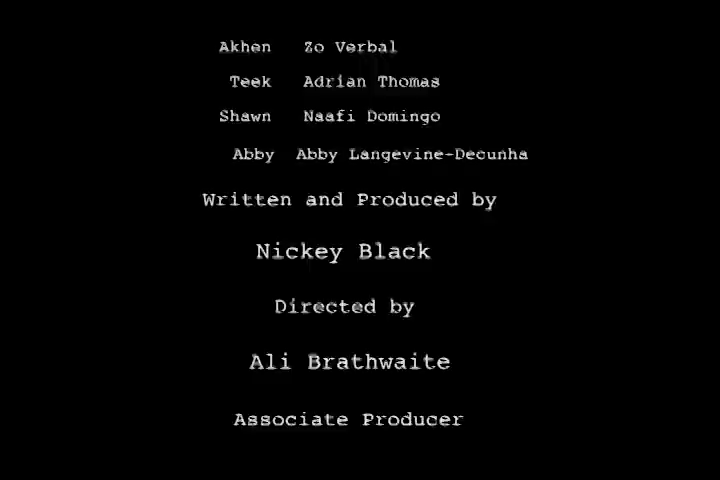 Akhen Zo Verbal
Teek Adrian Thomas
Shawn Naafi Domingo
Abby Abby Langevine-Decunha
Written and Produced by
Nickey Black
Directed by
Ali Brathwaite
Associate Producer